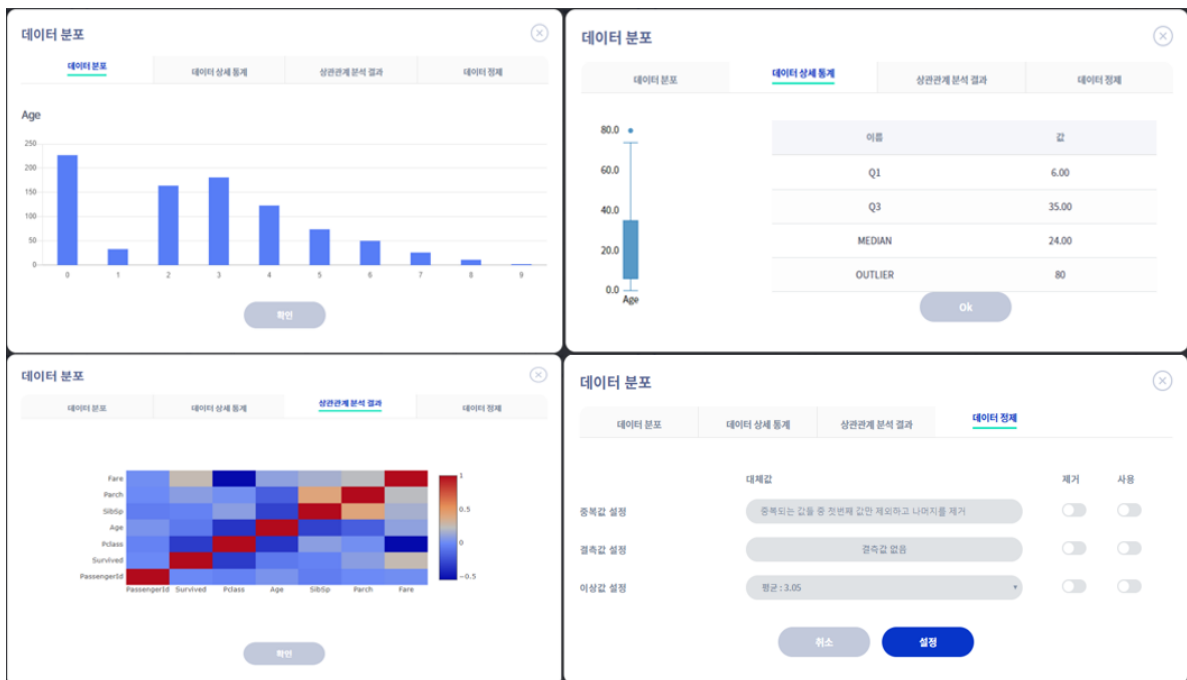 데이터 분포
데이터 분포 데이터 상세 통계 상관관계 분석 결과 데이터 정제
Age
250
200
150
100
50
0
0 1 2 3 4 5 6 7 8 9
확인
데이터 분포
데이터 분포 데이터 상세 통계 상관관계 분석 결과 데이터 정제
80.0
60.0
40.0
20.0
0.0
Age
이름 값
Q1 6.00
Q3 35.00
MEDIAN 24.00
OUTLIER 80
Ok
데이터 분포
데이터 분포 데이터 상세 통계 상관관계 분석 결과 데이터 정제
Fare
Parch
SibSp
Age
Pclass
Survived
PassengerId
PassengerId Survived Pclass Age SibSp Parch Fare
1
0.5
0
−0.5
확인
데이터 분포
데이터 분포 데이터 상세 통계 상관관계 분석 결과 데이터 정제
대체값 제거 사용
중복값 설정 중복되는 값들 중 첫번째 값만 제외하고 나머지를 제거
결측값 설정 결측값 없음
이상값 설정 평균 : 3.05
취소 설정